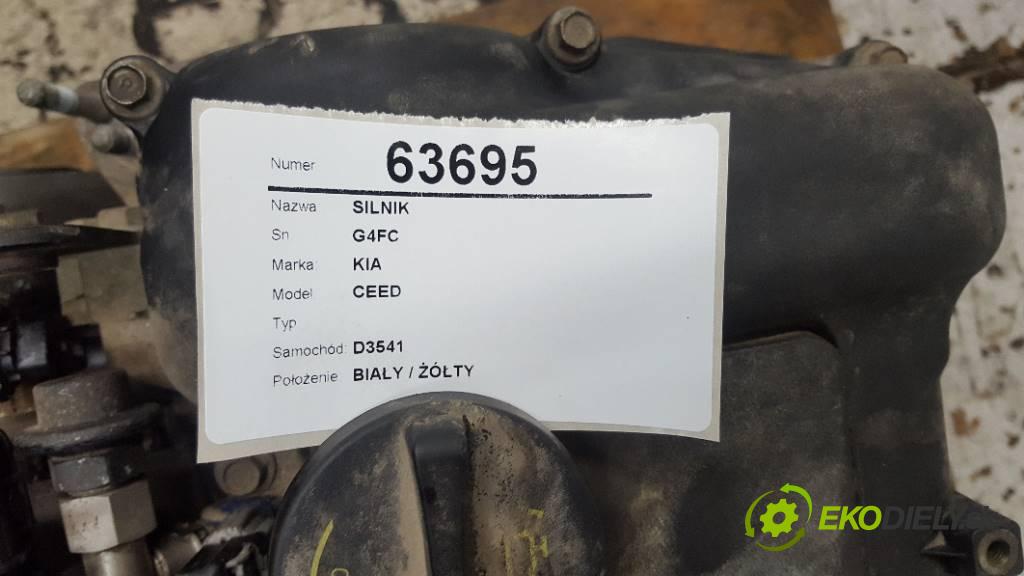 Numer 63695
Nazwa SILNIK
Sn G4FC
Marka KIA
Model CEED
Typ
Samochód: D3541
Położenie BIAŁY / ŻÓŁTY
EKODIELY